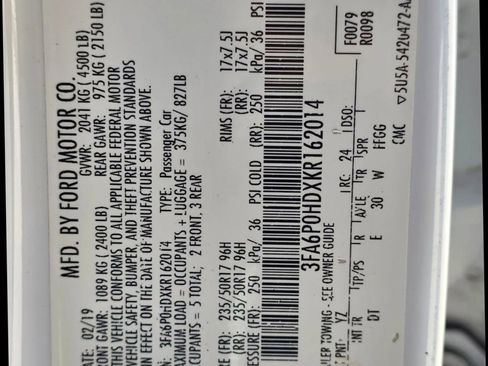 MFD. BY FORD MOTOR CO.
DATE: 02/19 GVWR: 2041 KG (4500 LB)
FRONT GAWR: 1089 KG (2400 LB) REAR GAWR: 975 KG (2150 LB)
THIS VEHICLE CONFORMS TO ALL APPLICABLE FEDERAL MOTOR
VEHICLE SAFETY, BUMPER, AND THEFT PREVENTION STANDARDS
IN EFFECT ON THE DATE OF MANUFACTURE SHOWN ABOVE.
3FA6P0HDXKR162014 TYPE: Passenger Car
MAXIMUM LOAD = OCCUPANTS + LUGGAGE = 375KG/ 827LB
OCCUPANTS = 5 TOTAL: 2 FRONT, 3 REAR
(FR): 235/50R17 96H RIMS (FR): 17x7.5J
(RR): 235/50R17 96H (RR): 17x7.5J
PRESSURE (FR): 250 kPa/ 36 PSI COLD (RR): 250 kPa/ 36 PSI
3FA6P0HDXKR162014
TRAILER TOWING - SEE OWNER GUIDE
F0079
R0098
EXT PNT: YZ RC: 24 DSO:
INT TR TP/PS R AXLE TR SPR
DT E 30 W FFGG
CMC ▽5U5A-5420472-A